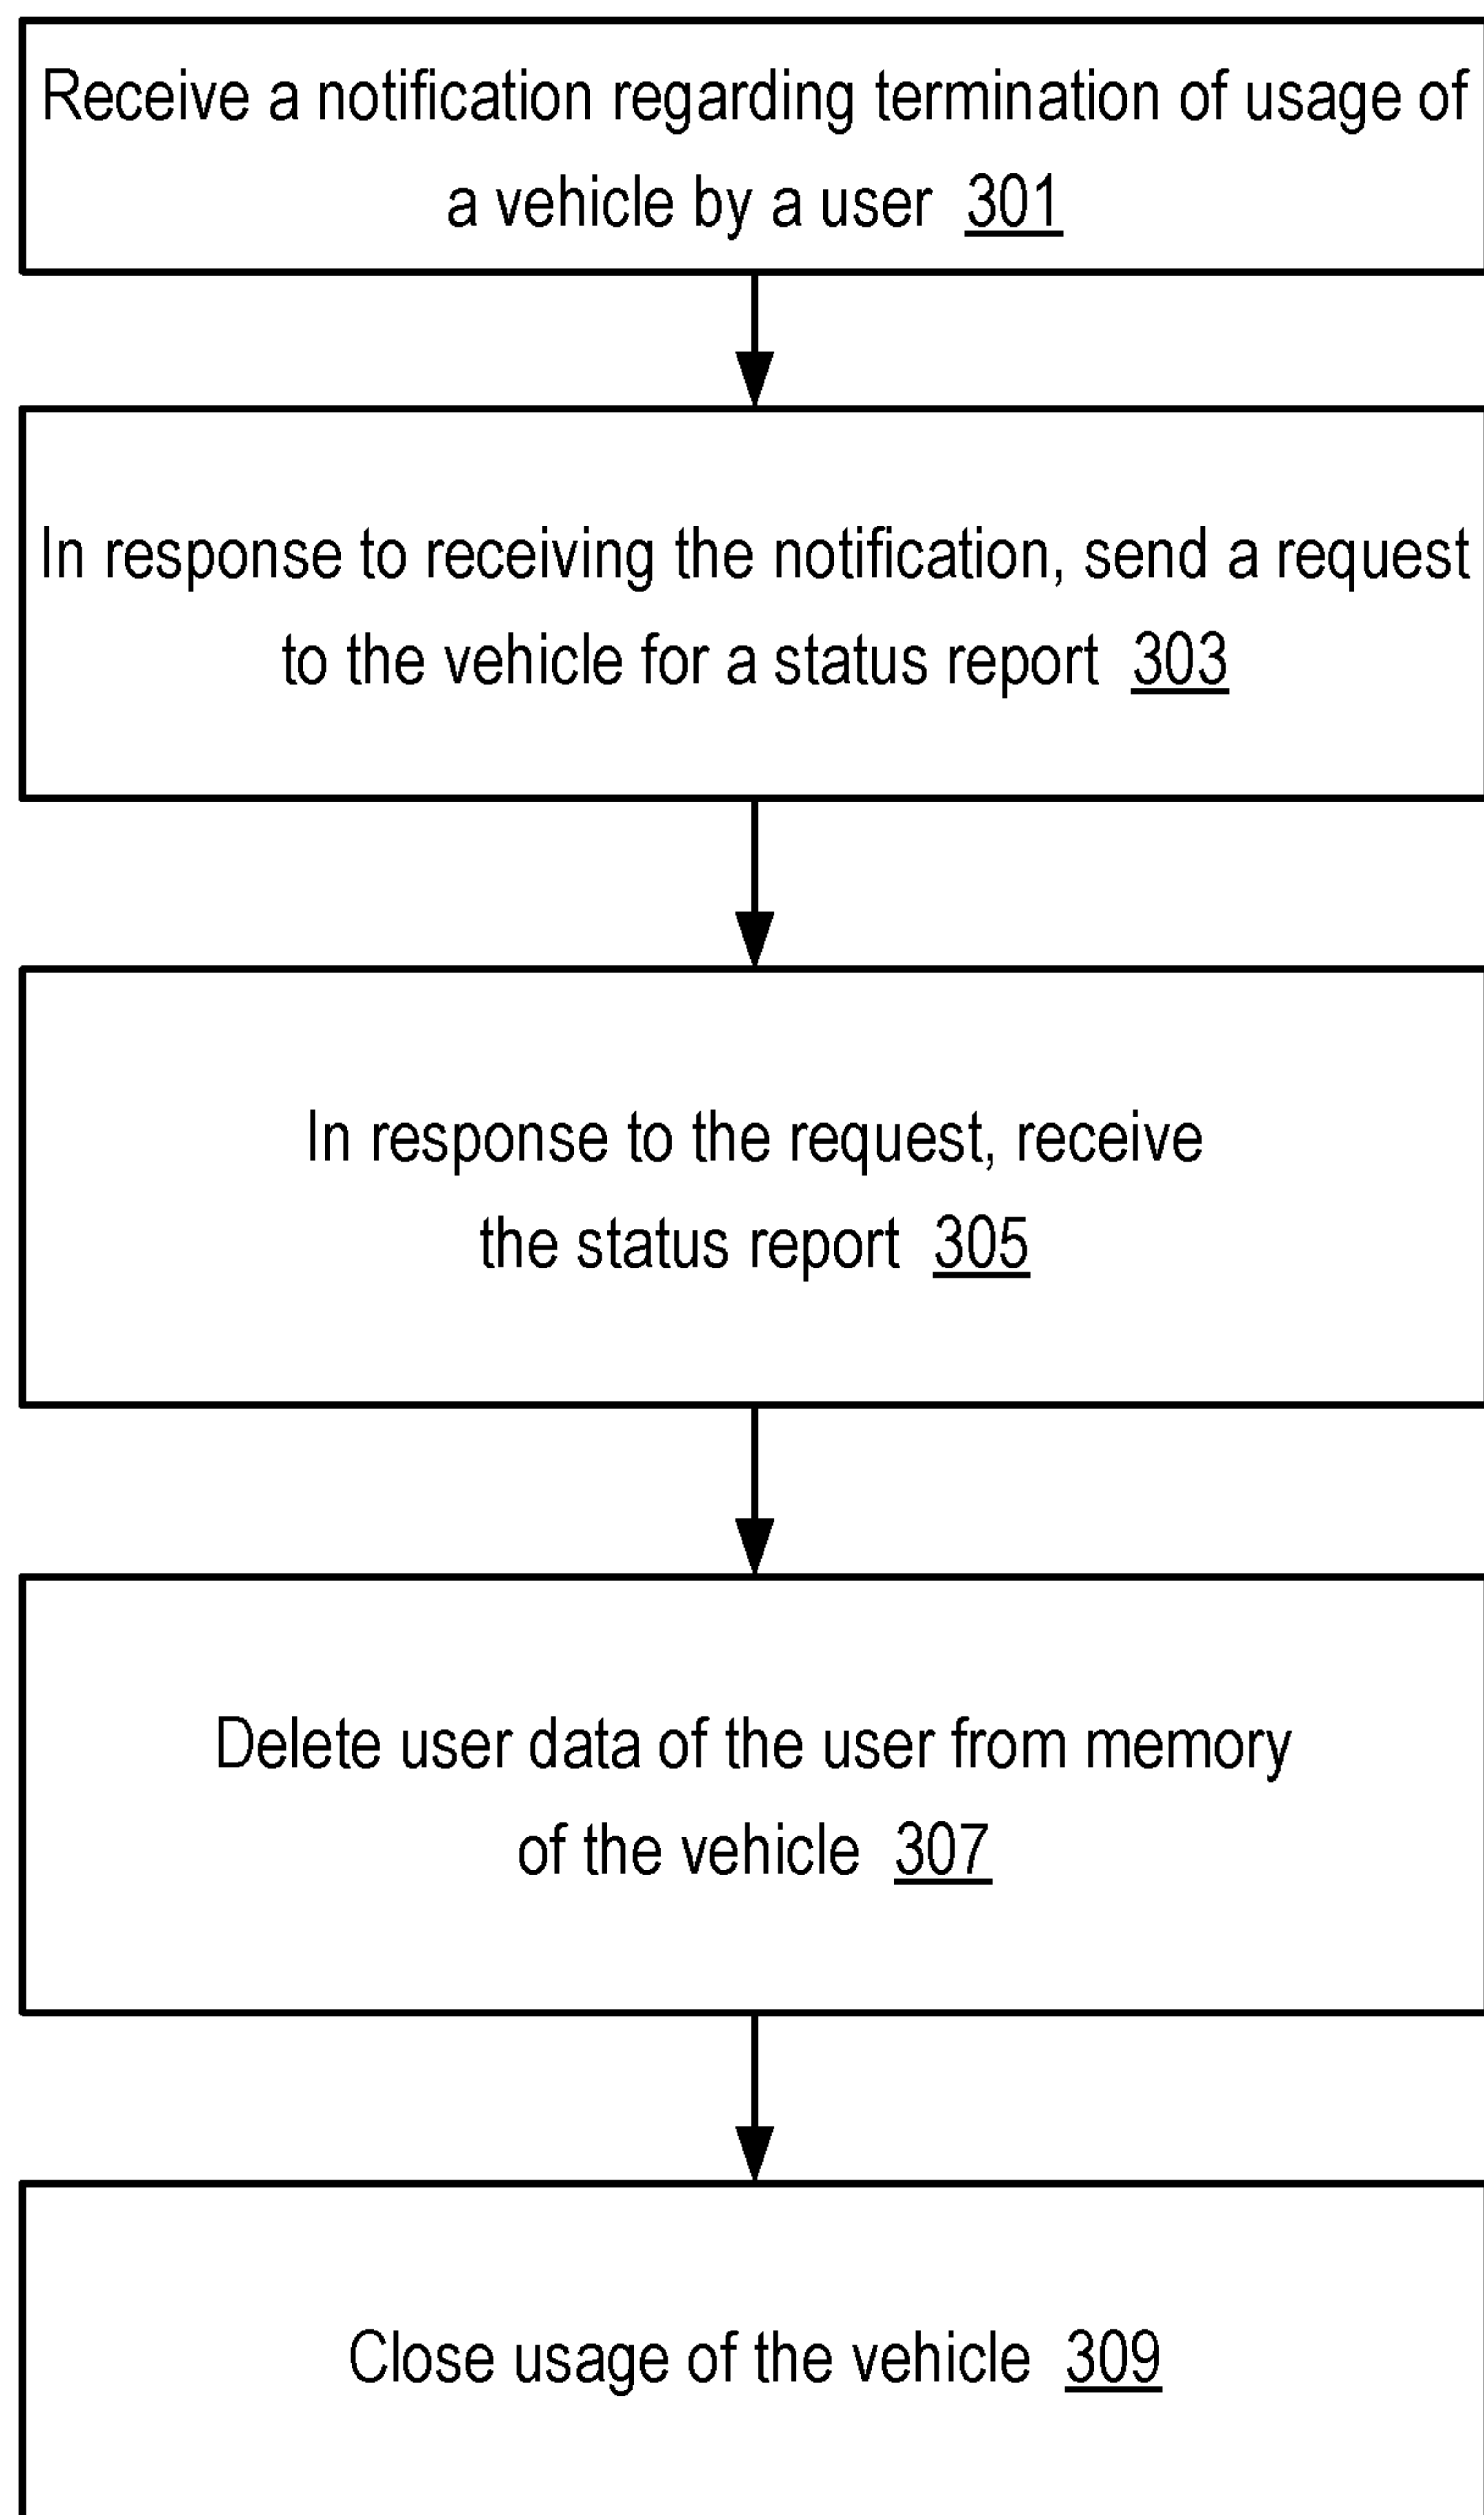 Receive a notification regarding termination of usage of
a vehicle by a user 301
In response to receiving the notification, send a request
to the vehicle for a status report 303
In response to the request, receive
the status report 305
Delete user data of the user from memory
of the vehicle 307
Close usage of the vehicle 309